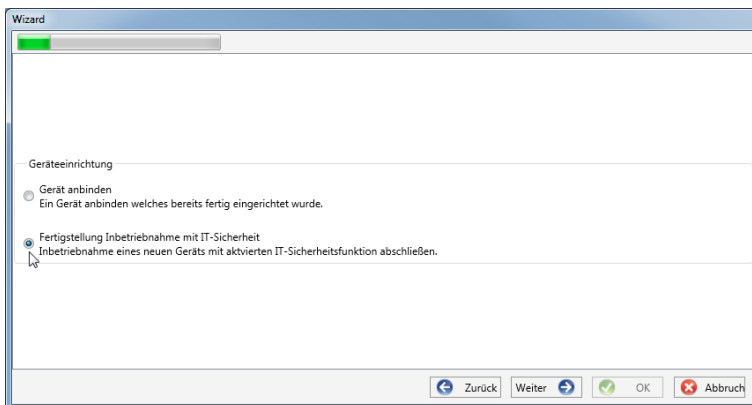 Wizard
Geräteeinrichtung
Gerät anbinden
Ein Gerät anbinden welches bereits fertig eingerichtet wurde.
Fertigstellung Inbetriebnahme mit IT-Sicherheit
Inbetriebnahme eines neuen Geräts mit aktvierten IT-Sicherheitsfunktion abschließen.
Zurück Weiter OK Abbruch